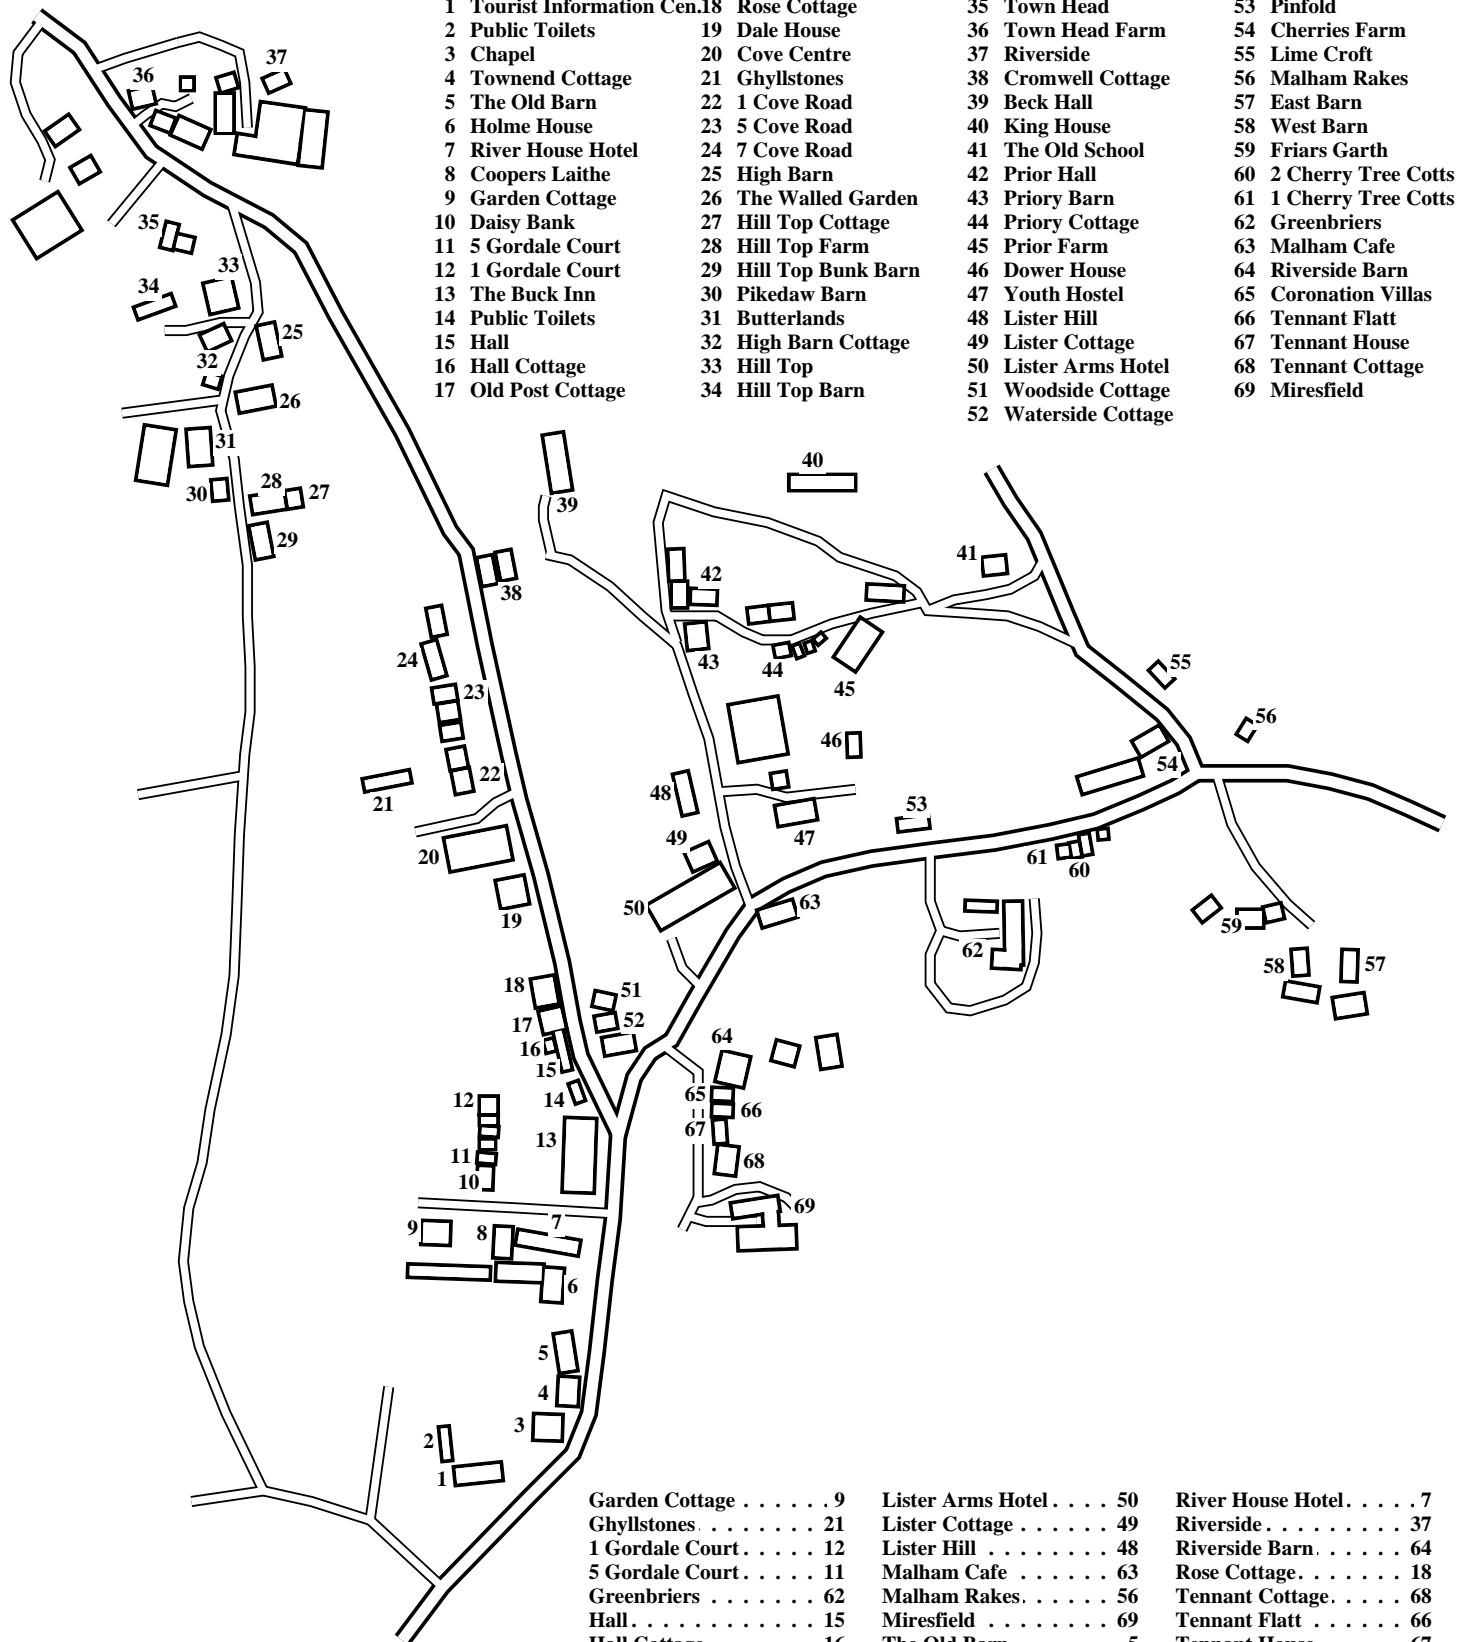 1 Tourist Information Cen.
2 Public Toilets
3 Chapel
4 Townend Cottage
5 The Old Barn
6 Holme House
7 River House Hotel
8 Coopers Laithe
9 Garden Cottage
10 Daisy Bank
11 5 Gordale Court
12 1 Gordale Court
13 The Buck Inn
14 Public Toilets
15 Hall
16 Hall Cottage
17 Old Post Cottage
18 Rose Cottage
19 Dale House
20 Cove Centre
21 Ghyllstones
22 1 Cove Road
23 5 Cove Road
24 7 Cove Road
25 High Barn
26 The Walled Garden
27 Hill Top Cottage
28 Hill Top Farm
29 Hill Top Bunk Barn
30 Pikedaw Barn
31 Butterlands
32 High Barn Cottage
33 Hill Top
34 Hill Top Barn
35 Town Head
36 Town Head Farm
37 Riverside
38 Cromwell Cottage
39 Beck Hall
40 King House
41 The Old School
42 Prior Hall
43 Priory Barn
44 Priory Cottage
45 Prior Farm
46 Dower House
47 Youth Hostel
48 Lister Hill
49 Lister Cottage
50 Lister Arms Hotel
51 Woodside Cottage
52 Waterside Cottage
53 Pinfold
54 Cherries Farm
55 Lime Croft
56 Malham Rakes
57 East Barn
58 West Barn
59 Friars Garth
60 2 Cherry Tree Cotts
61 1 Cherry Tree Cotts
62 Greenbriers
63 Malham Cafe
64 Riverside Barn
65 Coronation Villas
66 Tennant Flatt
67 Tennant House
68 Tennant Cottage
69 Miresfield
37
36
35
33
34
25
32
26
31
28
27
30
29
40
39
41
38
42
43
44
24
45
55
23
56
46
54
22
21
48
53
47
49
20
61
60
50
63
19
62
59
58
57
18
51
17
52
16
64
15
14
65
12
66
13
67
11
68
10
69
9
8
7
6
5
4
3
2
1
Garden Cottage . . . . . . 9
Ghyllstones . . . . . . . . 21
1 Gordale Court . . . . . . 12
5 Gordale Court . . . . . . 11
Greenbriers . . . . . . . 62
Hall . . . . . . . . . . . 15
Hall Cottage 16
Lister Arms Hotel . . . . 50
Lister Cottage . . . . . . 49
Lister Hill . . . . . . . 48
Malham Cafe . . . . . . 63
Malham Rakes . . . . . . 56
Miresfield . . . . . . . . 69
The Old Barn 5
River House Hotel . . . . . 7
Riverside . . . . . . . . . 37
Riverside Barn . . . . . . 64
Rose Cottage . . . . . . . 18
Tennant Cottage . . . . . 68
Tennant Flatt . . . . . . 66
Tennant House 67